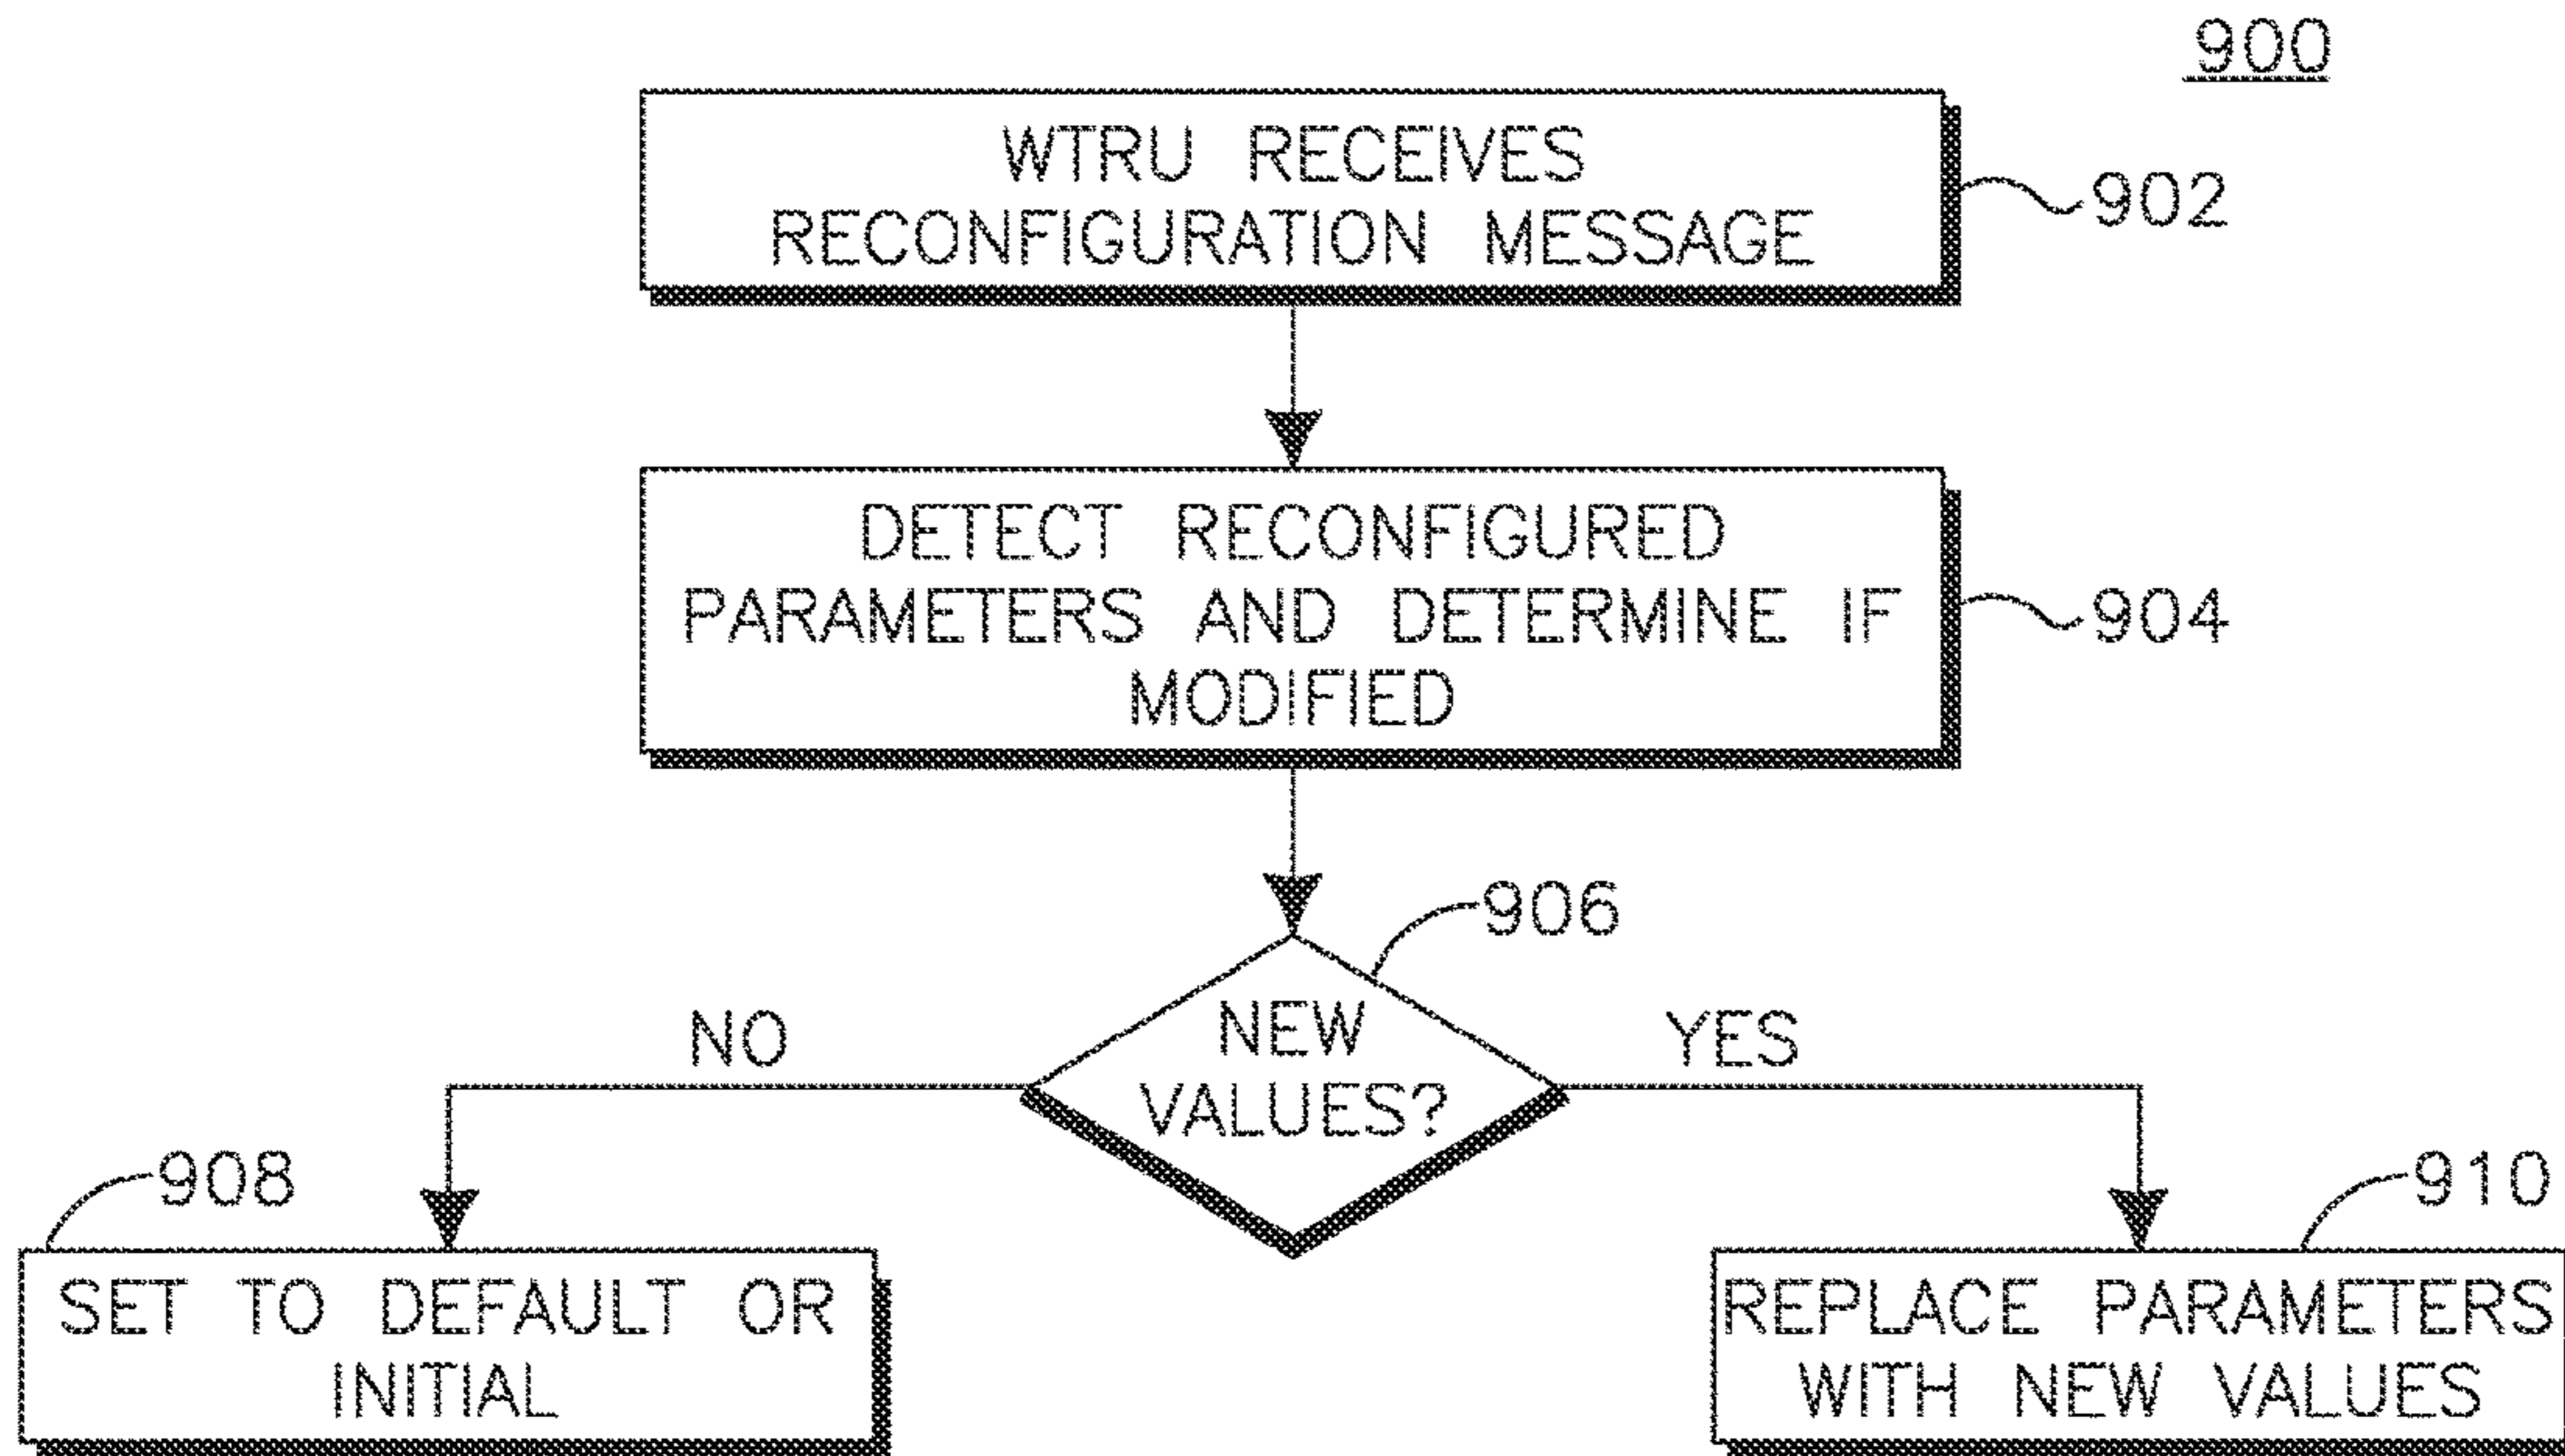 900
WTRU RECEIVES
RECONFIGURATION MESSAGE
902
DETECT RECONFIGURED
PARAMETERS AND DETERMINE IF
MODIFIED
904
906
NEW
VALUES?
NO
YES
908
SET TO DEFAULT OR
INITIAL
910
REPLACE PARAMETERS
WITH NEW VALUES